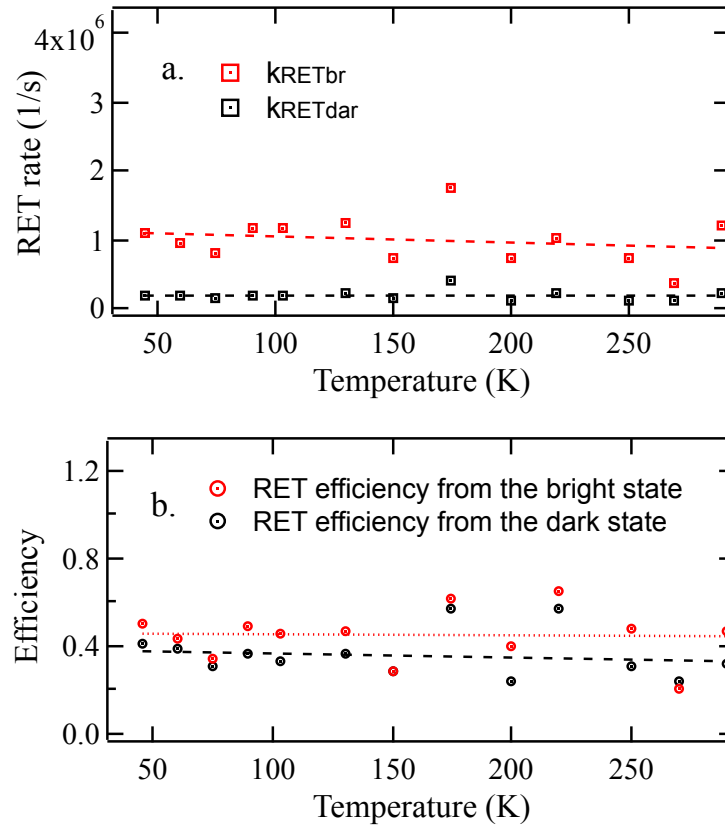 4x10⁶
3
2
1
0
RET rate (1/s)
a.
kRETbr
kRETdar
50 100 150 200 250
Temperature (K)
1.2
0.8
0.4
0.0
Efficiency
b.
RET efficiency from the bright state
RET efficiency from the dark state
50 100 150 200 250
Temperature (K)